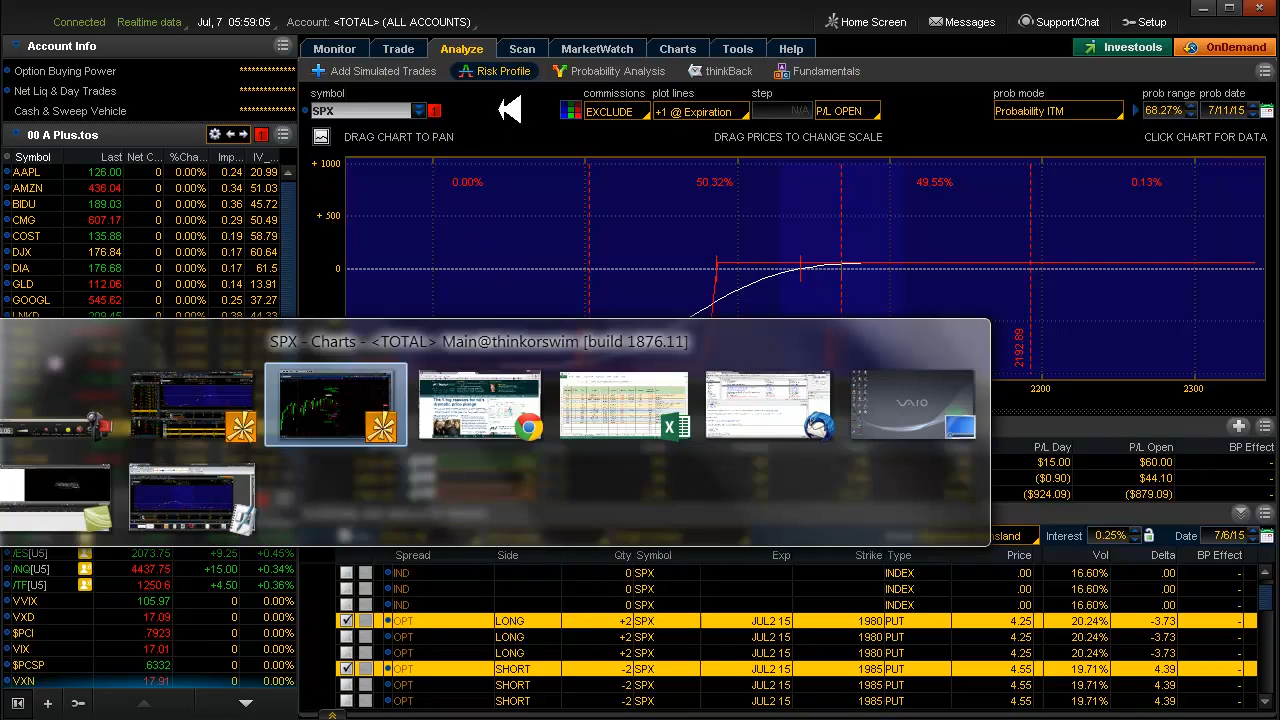 Connected Realtime data Jul, 7 05:59:05 Account: <TOTAL> (ALL ACCOUNTS) Home Screen Messages Support/Chat Setup
Account Info
Option Buying Power **************
Net Liq & Day Trades **************
Cash & Sweep Vehicle **************
00 A Plus.tos 1
Symbol Last Net C... %Cha... Imp... IV_...
AAPL 126.00 0 0.00% 0.24 20.99
AMZN 436.04 0 0.00% 0.34 51.03
BIDU 189.03 0 0.00% 0.36 45.72
CMG 607.17 0 0.00% 0.29 50.49
COST 135.88 0 0.00% 0.19 58.79
DJX 176.84 0 0.00% 0.17 60.64
DIA 176.68 0 0.00% 0.17 61.5
GLD 112.06 0 0.00% 0.14 13.91
GOOGL 545.62 0 0.00% 0.25 37.27
LNKD 209.45 0 0.00% 0.38 44.33
Monitor Trade Analyze Scan MarketWatch Charts Tools Help Investools OnDemand
Add Simulated Trades Risk Profile Probability Analysis thinkBack Fundamentals
symbol commissions plot lines step prob mode prob range prob date
SPX 1 EXCLUDE +1 @ Expiration N/A P/L OPEN Probability ITM 68.27% 7/11/15
DRAG CHART TO PAN DRAG PRICES TO CHANGE SCALE CLICK CHART FOR DATA
+ 1000
0.00% 50.32% 49.55% 0.13%
+ 500
0
2192.89
2200 2300
SPX - Charts - <TOTAL> Main@thinkorswim [build 1876.11]
VAIO
P/L Day P/L Open BP Effect
$15.00 $60.00
($0.90) $44.10
($924.09) ($879.09)
sland Interest 0.25% Date 7/6/15
Spread Side Qty Symbol Exp Strike Type Price Vol Delta BP Effect
IND 0 SPX INDEX .00 16.60% .00 -
IND 0 SPX INDEX .00 16.60% .00 -
IND 0 SPX INDEX .00 16.60% .00 -
OPT LONG +2 SPX JUL2 15 1980 PUT 4.25 20.24% -3.73 -
OPT LONG +2 SPX JUL2 15 1980 PUT 4.25 20.24% -3.73 -
OPT LONG +2 SPX JUL2 15 1980 PUT 4.25 20.24% -3.73 -
OPT SHORT -2 SPX JUL2 15 1985 PUT 4.55 19.71% 4.39 -
OPT SHORT -2 SPX JUL2 15 1985 PUT 4.55 19.71% 4.39 -
OPT SHORT -2 SPX JUL2 15 1985 PUT 4.55 19.71% 4.39 -
/ES[U5] 2073.75 +9.25 +0.45%
/NQ[U5] 4437.75 +15.00 +0.34%
/TF[U5] 1250.6 +4.50 +0.36%
VVIX 105.97 0 0.00%
VXD 17.09 0 0.00%
$PCI .7923 0 0.00%
VIX 17.01 0 0.00%
$PCSP .6332 0 0.00%
VXN 17.91 0 0.00%